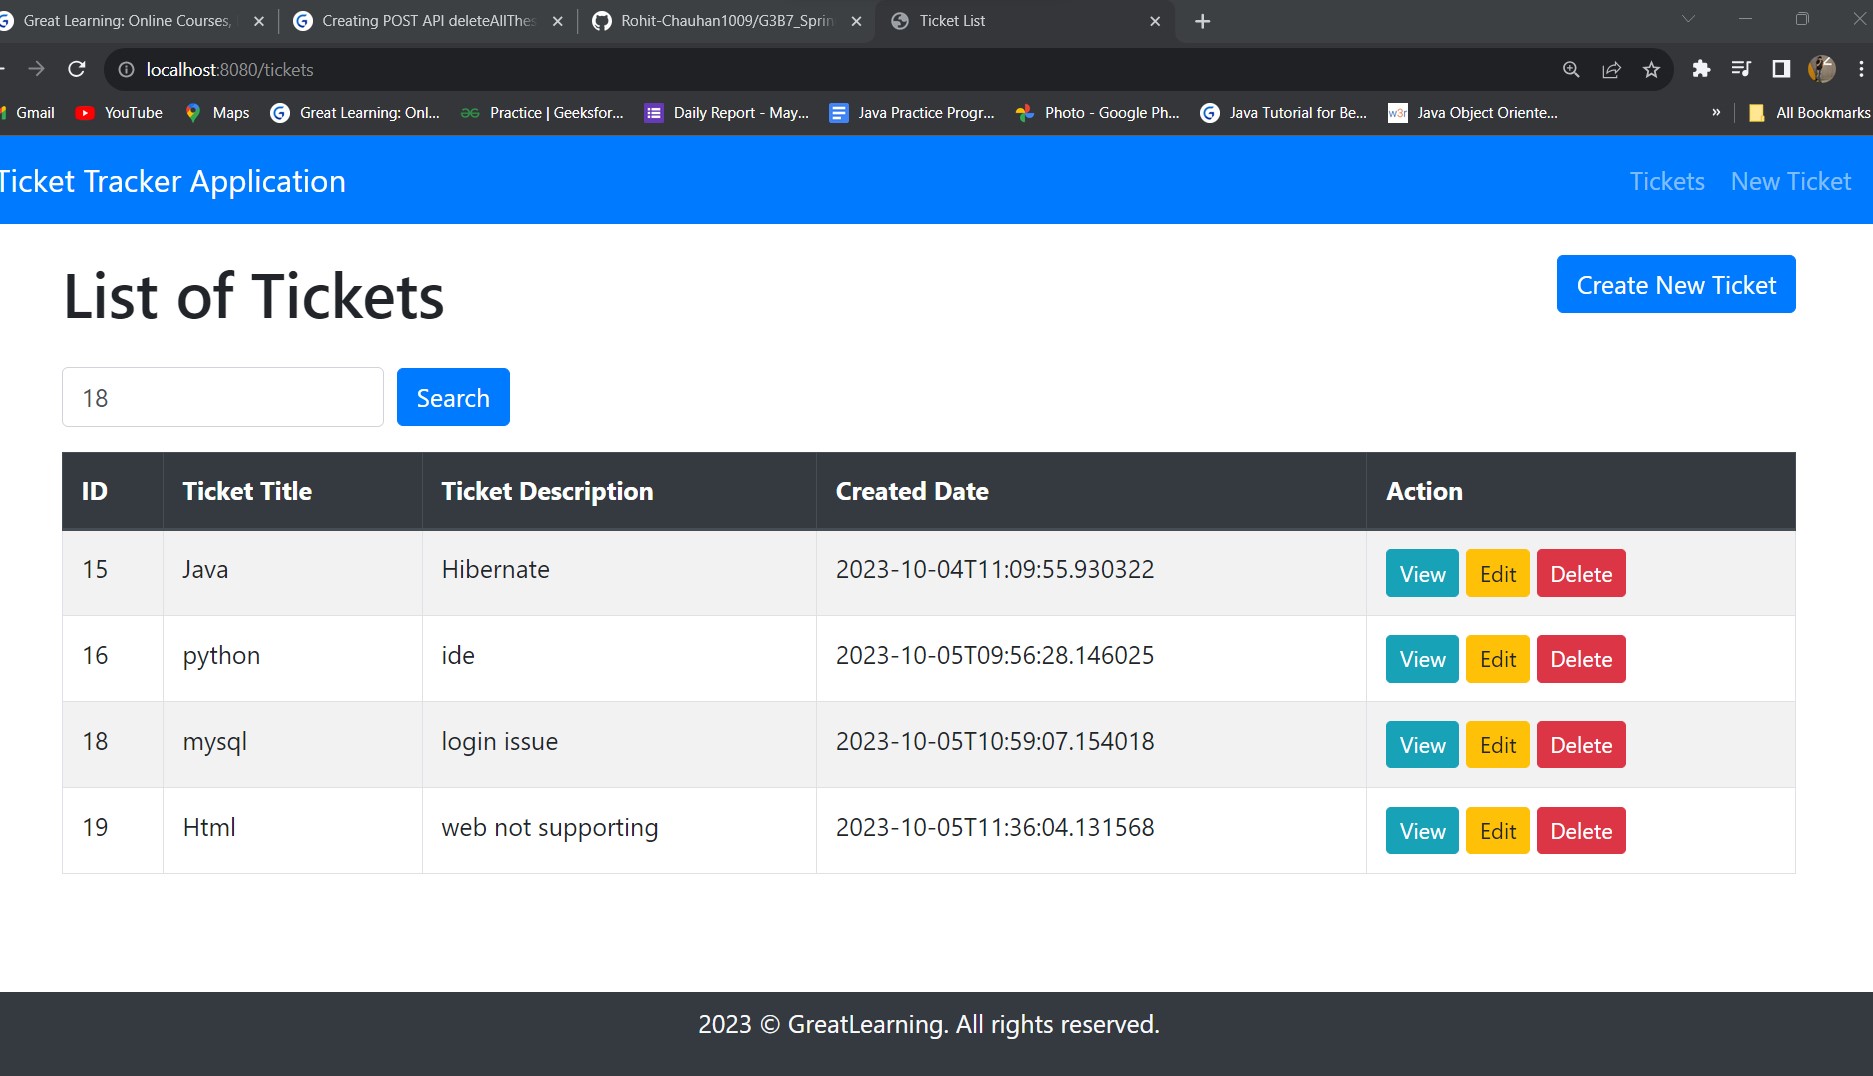 Great Learning: Online Courses,
Creating POST API deleteAllThes
Rohit-Chauhan1009/G3B7_Sprin
Ticket List
localhost:8080/tickets
Gmail YouTube Maps Great Learning: Onl... Practice | Geeksfor... Daily Report - May... Java Practice Progr... Photo - Google Ph... Java Tutorial for Be... w3r Java Object Oriente... » All Bookmarks
Ticket Tracker Application Tickets New Ticket
List of Tickets Create New Ticket
18 Search
ID Ticket Title Ticket Description Created Date Action
15 Java Hibernate 2023-10-04T11:09:55.930322 View Edit Delete
16 python ide 2023-10-05T09:56:28.146025 View Edit Delete
18 mysql login issue 2023-10-05T10:59:07.154018 View Edit Delete
19 Html web not supporting 2023-10-05T11:36:04.131568 View Edit Delete
2023 © GreatLearning. All rights reserved.